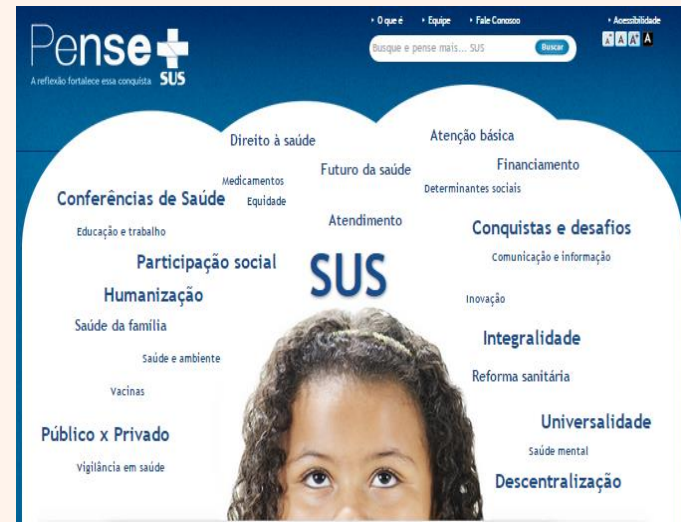 O que é
Equipe
Fale Conosco
Acessibilidade
Pense+
A reflexão fortalece essa conquista SUS
Busque e pense mais... SUS
Buscar
A- A A+ A
Direito à saúde
Atenção básica
Futuro da saúde
Financiamento
Medicamentos
Determinantes sociais
Conferências de Saúde
Equidade
Educação e trabalho
Atendimento
Conquistas e desafios
Participação social
SUS
Comunicação e informação
Humanização
Inovação
Saúde da família
Integralidade
Saúde e ambiente
Reforma sanitária
Vacinas
Público x Privado
Universalidade
Saúde mental
Vigilância em saúde
Descentralização